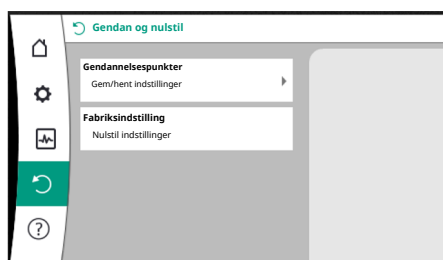 Gendan og nulstil
Gendannelsespunkter
Gem/hent indstillinger
Fabriksindstilling
Nulstil indstillinger